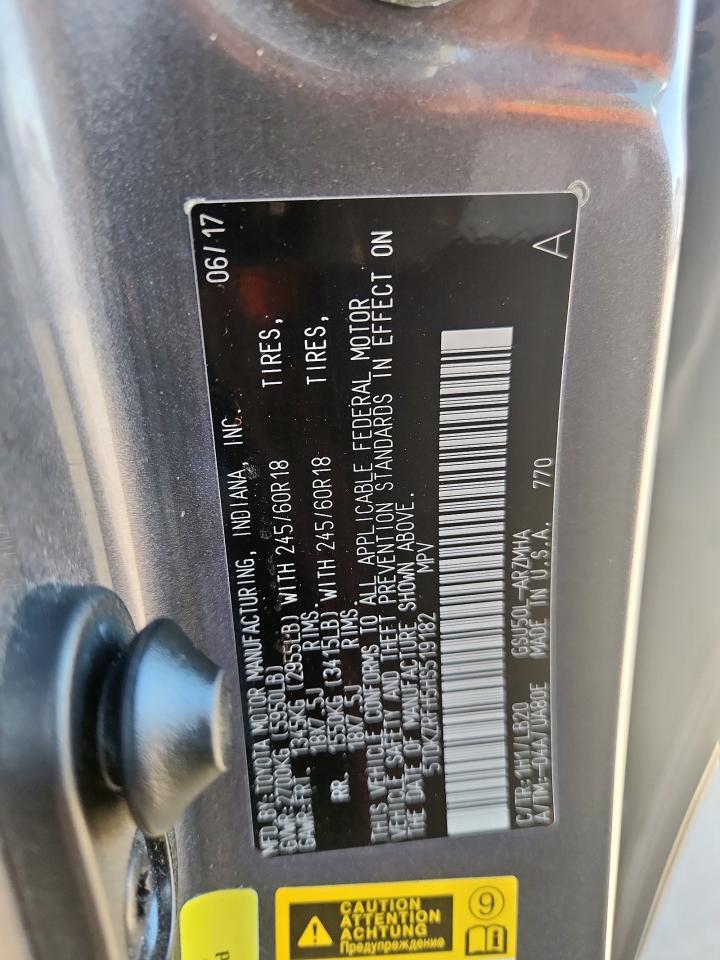 MFD.BY:TOYOTA MOTOR MANUFACTURING, INDIANA, INC. 06/17
GVWR:2700KG (5950LB)
GAWR:FRT. 1345KG (2955LB) WITH 245/60R18 TIRES,
18X7.5J RIMS.
RR. 1550KG (3415LB) WITH 245/60R18 TIRES,
18X7.5J RIMS.
THIS VEHICLE CONFORMS TO ALL APPLICABLE FEDERAL MOTOR
VEHICLE SAFETY AND THEFT PREVENTION STANDARDS IN EFFECT ON
THE DATE OF MANUFACTURE SHOWN ABOVE.
5TDKZRFH5HS519182 MPV
C/TR:1H1/LB20 GSU50L-ARZMHA
A/TM:-04A/UA80E MADE IN U.S.A. 770 A
CAUTION
ATTENTION
ACHTUNG
Предупреждение
9